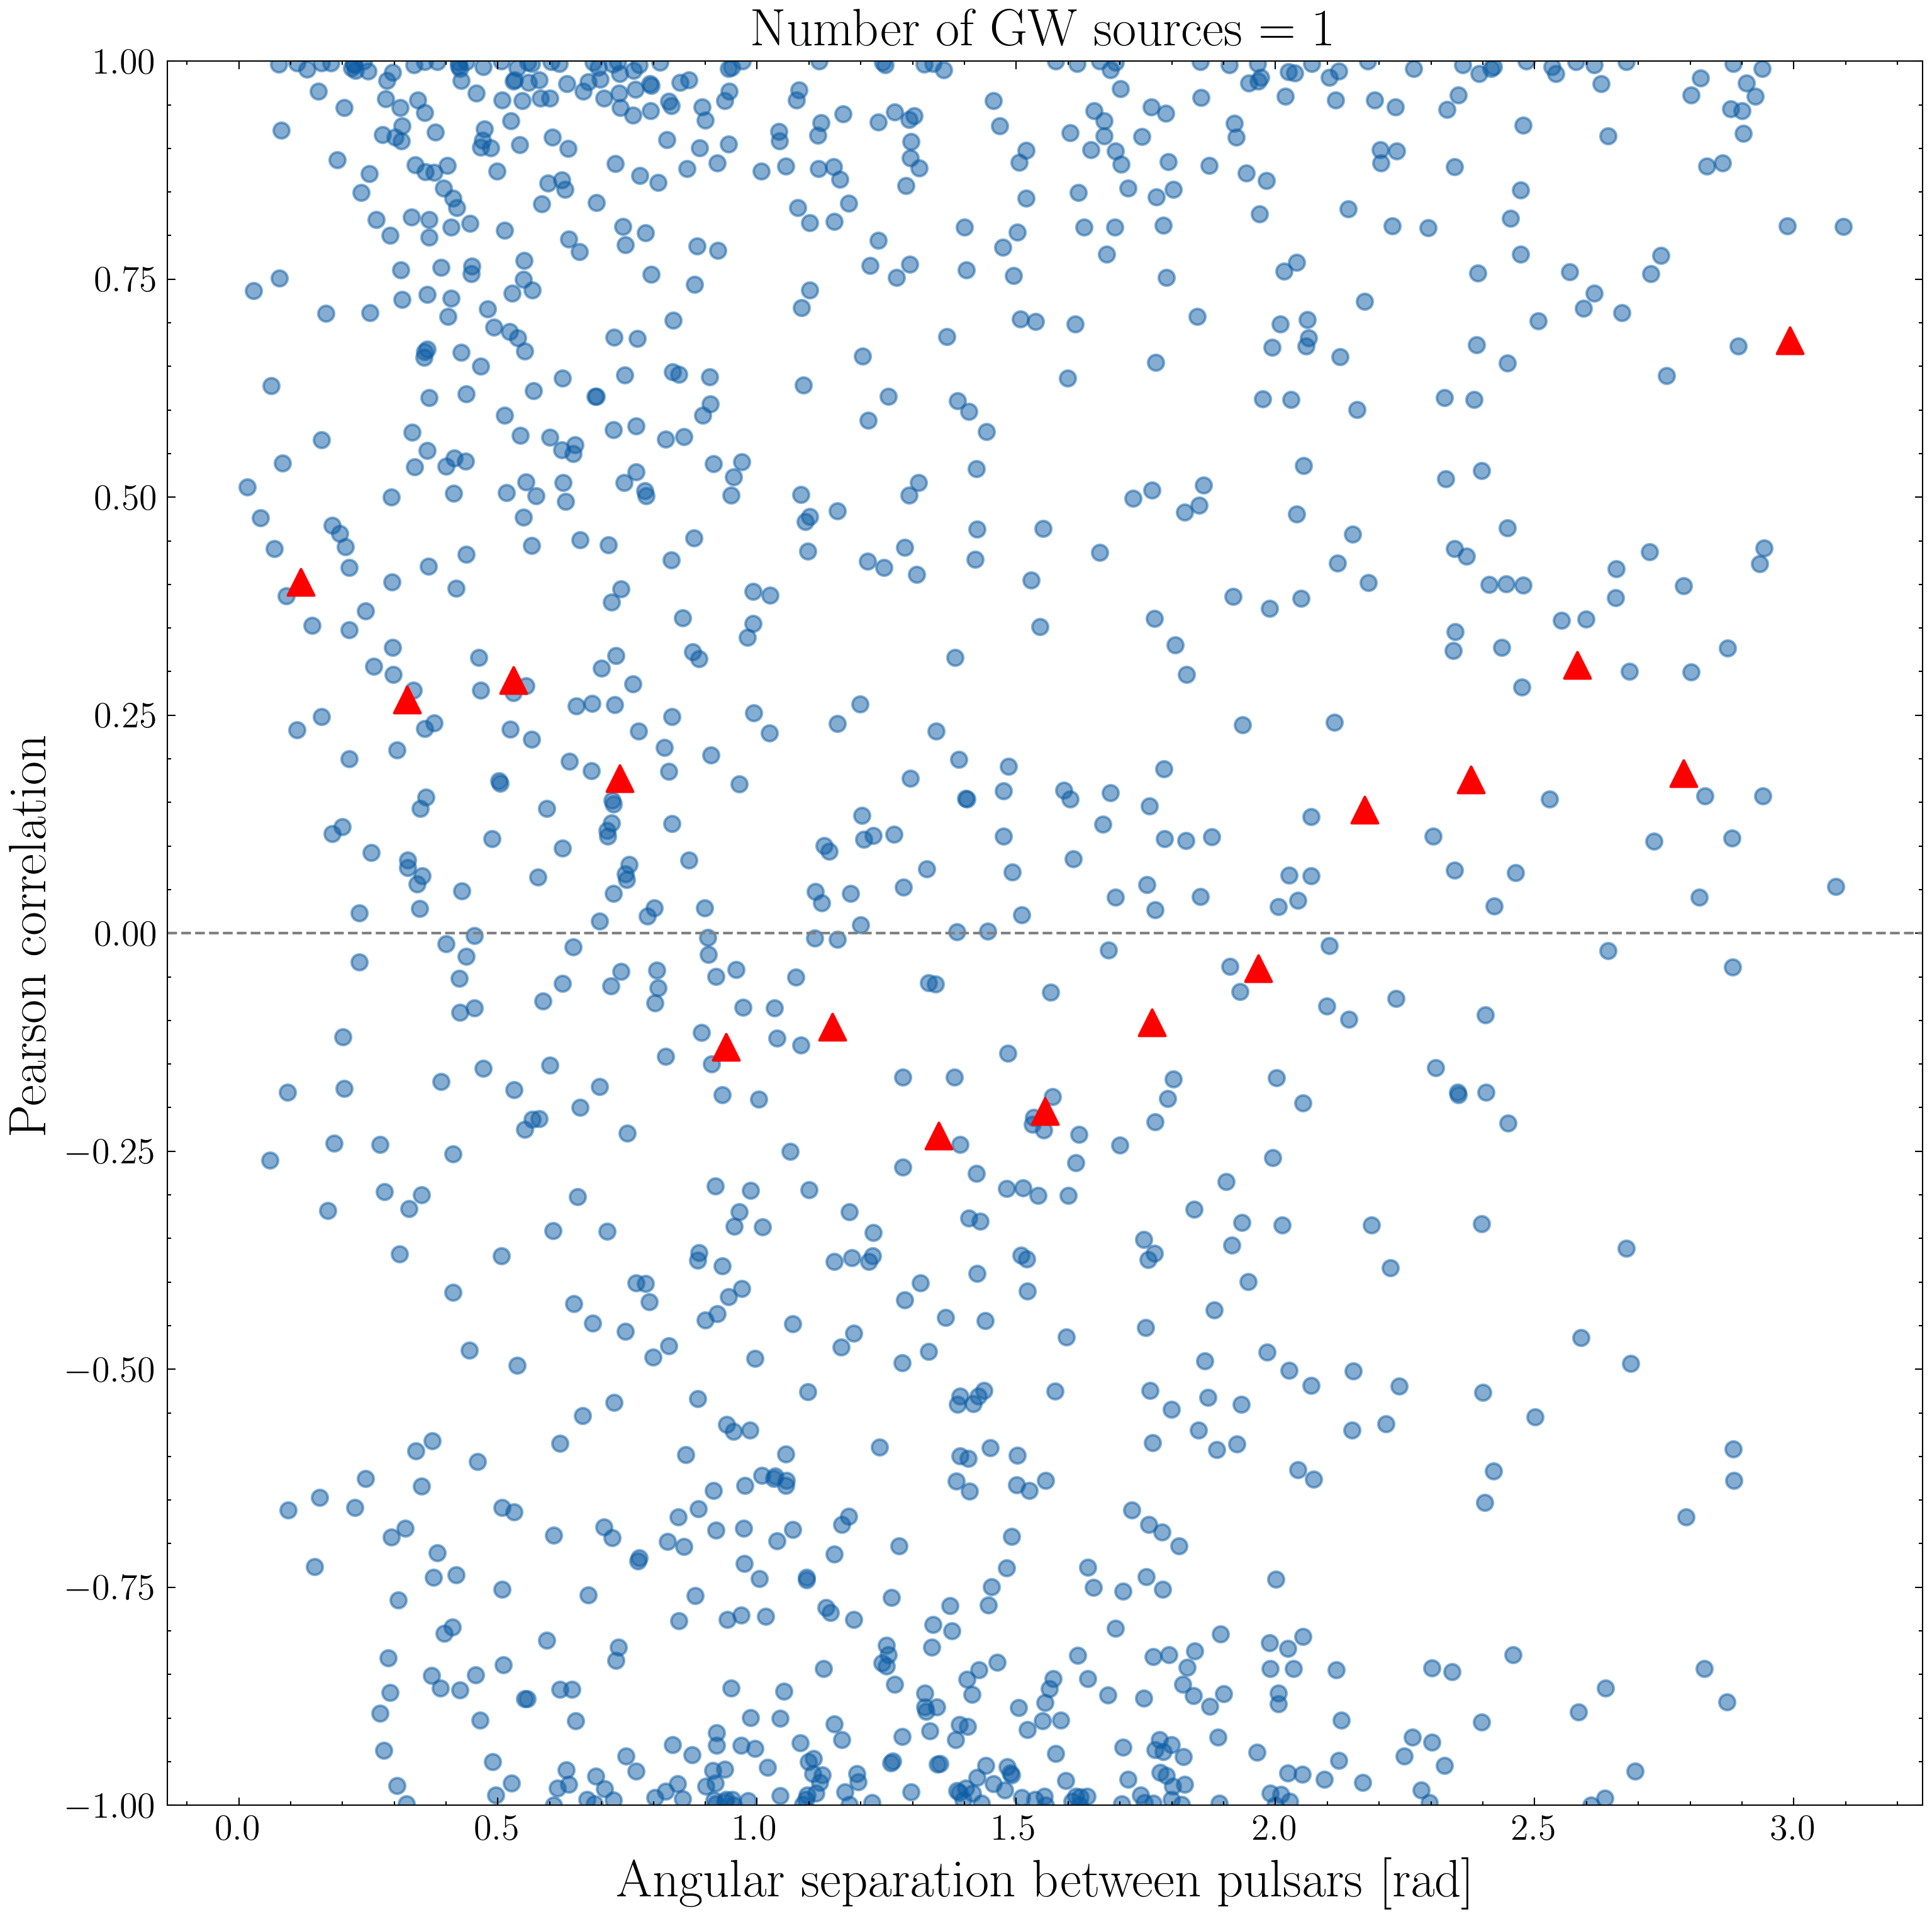 Number of GW sources = 1
1.00
0.75
0.50
0.25
0.00
−0.25
−0.50
−0.75
−1.00
Pearson correlation
0.0 0.5 1.0 1.5 2.0 2.5 3.0
Angular separation between pulsars [rad]